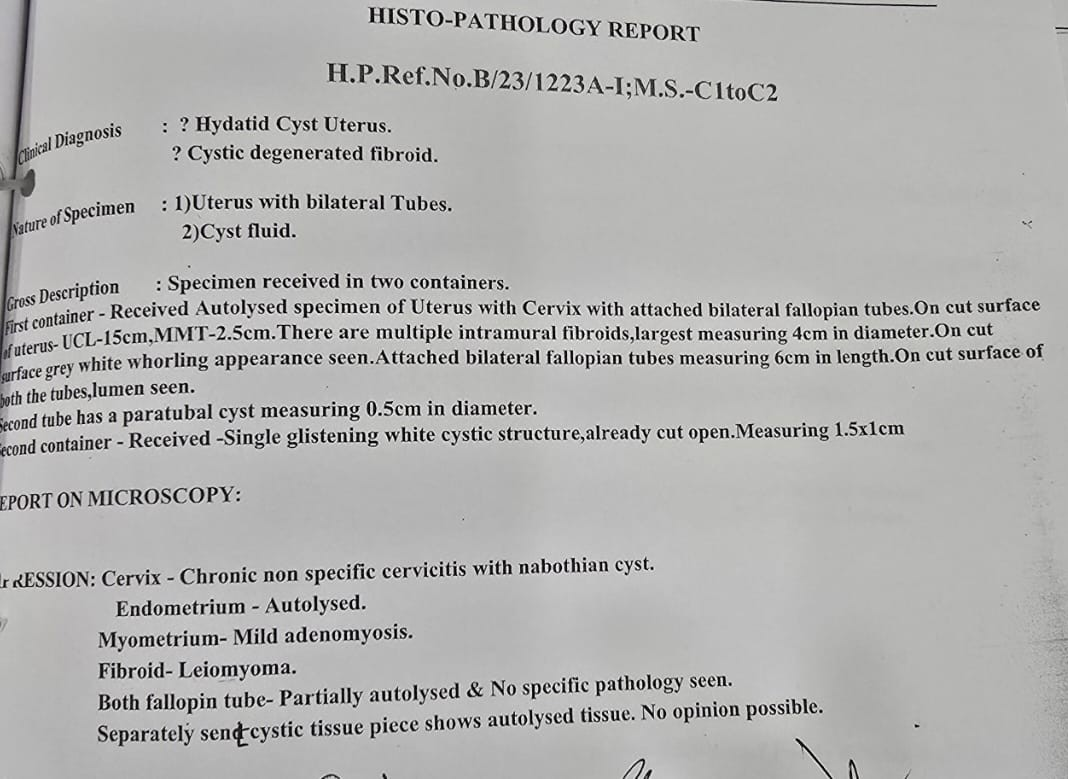 HISTO-PATHOLOGY REPORT
H.P.Ref.No.B/23/1223A-I;M.S.-C1toC2
Clinical Diagnosis : ? Hydatid Cyst Uterus.
? Cystic degenerated fibroid.
Nature of Specimen : 1)Uterus with bilateral Tubes.
2)Cyst fluid.
Gross Description : Specimen received in two containers.
First container - Received Autolysed specimen of Uterus with Cervix with attached bilateral fallopian tubes.On cut surface
of uterus- UCL-15cm,MMT-2.5cm.There are multiple intramural fibroids,largest measuring 4cm in diameter.On cut
surface grey white whorling appearance seen.Attached bilateral fallopian tubes measuring 6cm in length.On cut surface of
both the tubes,lumen seen.
Second tube has a paratubal cyst measuring 0.5cm in diameter.
Second container - Received -Single glistening white cystic structure,already cut open.Measuring 1.5x1cm
EPORT ON MICROSCOPY:
RESSION: Cervix - Chronic non specific cervicitis with nabothian cyst.
Endometrium - Autolysed.
Myometrium- Mild adenomyosis.
Fibroid- Leiomyoma.
Both fallopin tube- Partially autolysed & No specific pathology seen.
Separately sent cystic tissue piece shows autolysed tissue. No opinion possible.